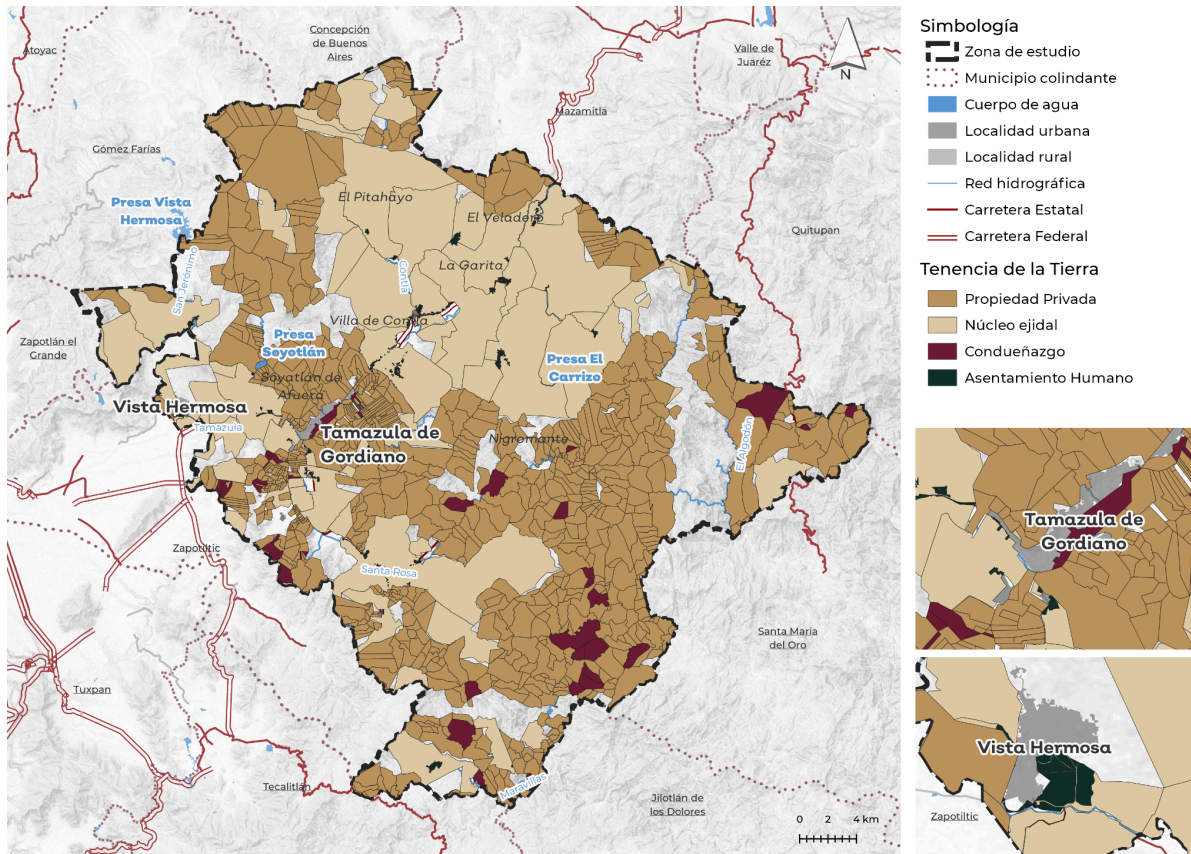 Concepción
de Buenos
Aires
Atoyac
Valle de
Juaréz
N
Mazamitla
Gómez Farías
El Pitahayo
Presa Vista
Hermosa
El Veladero
Quitupan
La Garita
Contla
San Jerónimo
Villa de Contla
Zapotlán el
Grande
Presa
Soyotlán
Presa El
Carrizo
Soyatlán de
Afuera
Vista Hermosa
Tamazula
Tamazula de
Gordiano
Nigromante
El Algodón
Zapotiltic
Santa Rosa
Santa María
del Oro
Tuxpan
Tecalitlán
Maravillas
Jilotlán de
los Dolores
0 2 4 km
Simbología
Zona de estudio
Municipio colindante
Cuerpo de agua
Localidad urbana
Localidad rural
Red hidrográfica
Carretera Estatal
Carretera Federal
Tenencia de la Tierra
Propiedad Privada
Núcleo ejidal
Condueñazgo
Asentamiento Humano
Tamazula de
Gordiano
Vista Hermosa
Zapotiltic